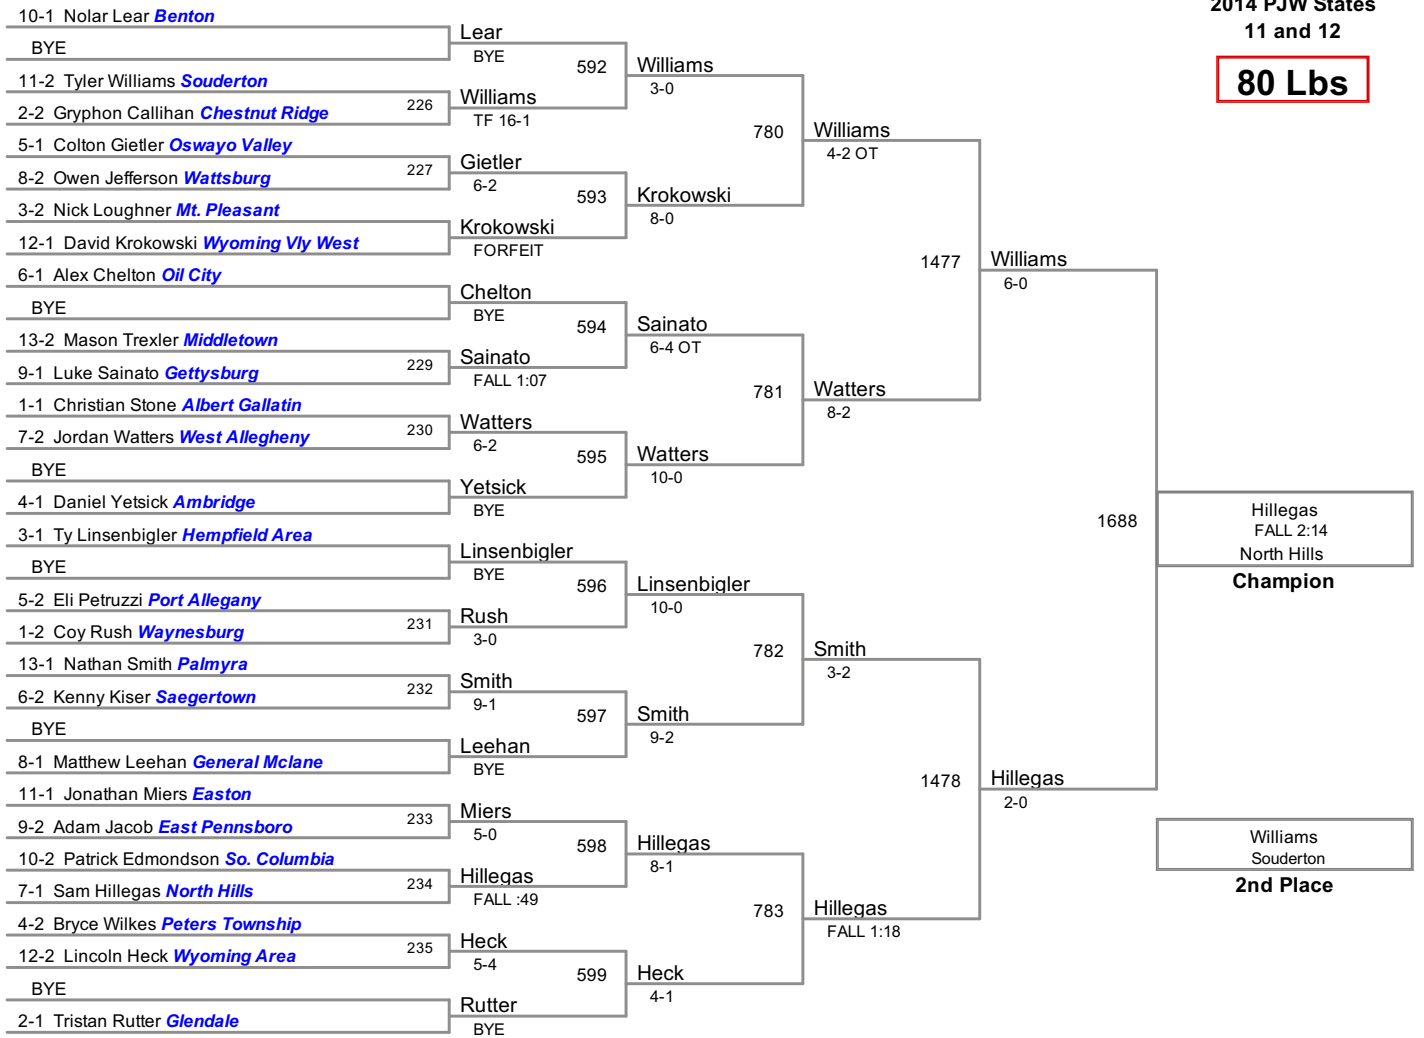 2014 PJW States
11 and 12
80 Lbs
10-1 Nolar Lear Benton
BYE
11-2 Tyler Williams Souderton
2-2 Gryphon Callihan Chestnut Ridge
5-1 Colton Gietler Oswayo Valley
8-2 Owen Jefferson Wattsburg
3-2 Nick Loughner Mt. Pleasant
12-1 David Krokowski Wyoming Vly West
6-1 Alex Chelton Oil City
BYE
13-2 Mason Trexler Middletown
9-1 Luke Sainato Gettysburg
1-1 Christian Stone Albert Gallatin
7-2 Jordan Watters West Allegheny
BYE
4-1 Daniel Yetsick Ambridge
3-1 Ty Linsenbigler Hempfield Area
BYE
5-2 Eli Petruzzi Port Allegany
1-2 Coy Rush Waynesburg
13-1 Nathan Smith Palmyra
6-2 Kenny Kiser Saegertown
BYE
8-1 Matthew Leehan General Mclane
11-1 Jonathan Miers Easton
9-2 Adam Jacob East Pennsboro
10-2 Patrick Edmondson So. Columbia
7-1 Sam Hillegas North Hills
4-2 Bryce Wilkes Peters Township
12-2 Lincoln Heck Wyoming Area
BYE
2-1 Tristan Rutter Glendale
226
227
229
230
231
232
233
234
235
Lear
BYE
Williams
TF 16-1
Gietler
6-2
Krokowski
FORFEIT
Chelton
BYE
Sainato
FALL 1:07
Watters
6-2
Yetsick
BYE
Linsenbigler
BYE
Rush
3-0
Smith
9-1
Leehan
BYE
Miers
5-0
Hillegas
FALL :49
Heck
5-4
Rutter
BYE
592
593
594
595
596
597
598
599
Williams
3-0
Krokowski
8-0
Sainato
6-4 OT
Watters
10-0
Linsenbigler
10-0
Smith
9-2
Hillegas
8-1
Heck
4-1
780
781
782
783
Williams
4-2 OT
Watters
8-2
Smith
3-2
Hillegas
FALL 1:18
1477
1478
Williams
6-0
Hillegas
2-0
1688
Hillegas
FALL 2:14
North Hills
Champion
Williams
Souderton
2nd Place